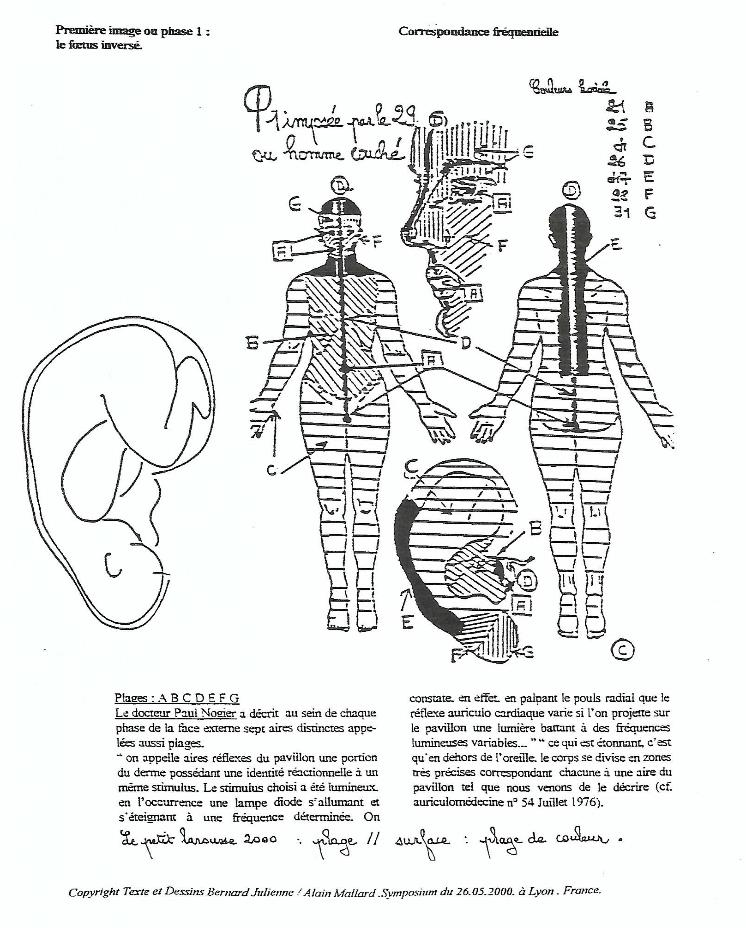 Première image ou phase 1 :
le fœtus inversé.
Correspondance fréquentielle
P1 impsée par le 29
ou homme couché
Couleurs
21 A
25 B
C
26 D
E
22 F
31 G
D
G
A
F
A
D
G
A
F
B
D
A
C
D
E
C
B
D
A
E
F
G
C
Plages : A B C D E F G
Le docteur Paul Nogier a décrit au sein de chaque
phase de la face externe sept aires distinctes appe-
lées aussi plages.
" on appelle aires réflexes du pavillon une portion
du derme possédant une identité réactionnelle à un
même stimulus. Le stimulus choisi a été lumineux.
en l'occurrence une lampe diode s'allumant et
s'éteignant à une fréquence déterminée. On
constate. en effet. en palpant le pouls radial que le
réflexe auriculo cardiaque varie si l'on projette sur
le pavillon une lumière battant à des fréquences
lumineuses variables... " " ce qui est étonnant, c'est
qu'en dehors de l'oreille. le corps se divise en zones
très précises correspondant chacune à une aire du
pavillon tel que nous venons de le décrire (cf.
auriculomédecine n° 54 Juillet 1976).
Le petit larousse 2000 : plage // surface : plage de couleur .
Copyright Texte et Dessins Bernard Julienne / Alain Mallard .Symposium du 26.05.2000. à Lyon . France.